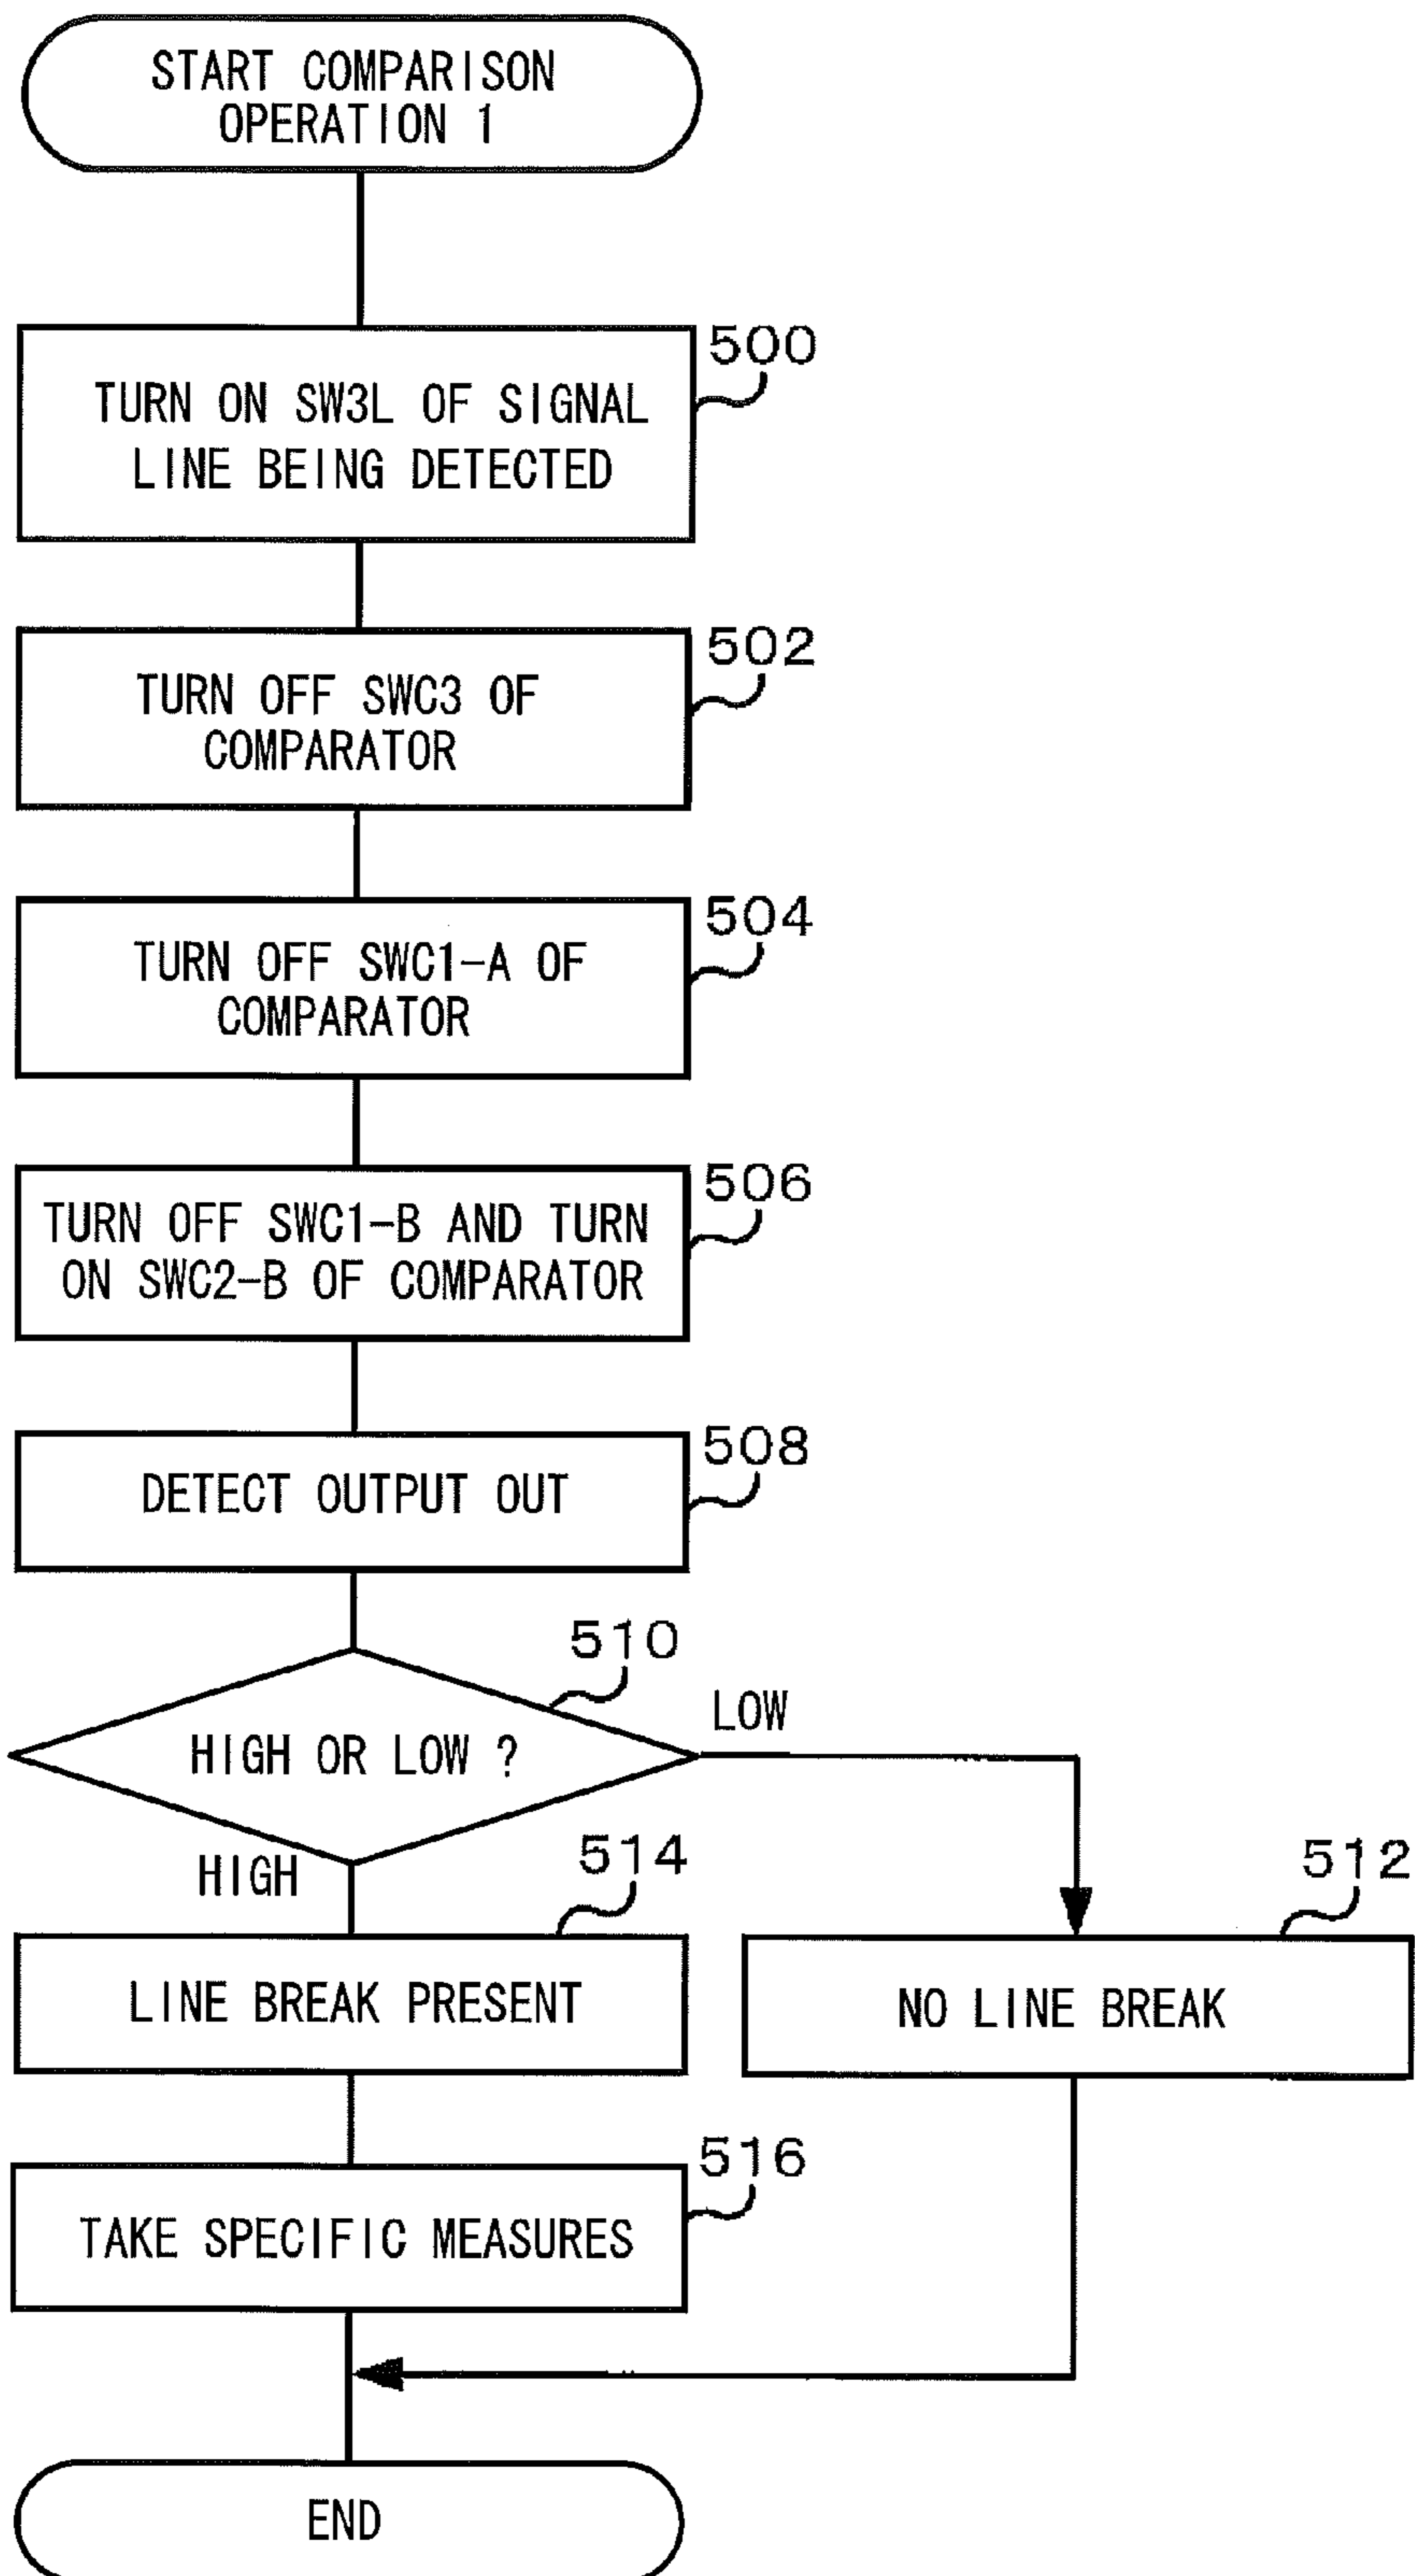 START COMPARISON
OPERATION 1
500
TURN ON SW3L OF SIGNAL
LINE BEING DETECTED
502
TURN OFF SWC3 OF
COMPARATOR
504
TURN OFF SWC1-A OF
COMPARATOR
506
TURN OFF SWC1-B AND TURN
ON SWC2-B OF COMPARATOR
508
DETECT OUTPUT OUT
510
LOW
HIGH OR LOW ?
HIGH
514
512
LINE BREAK PRESENT
NO LINE BREAK
516
TAKE SPECIFIC MEASURES
END